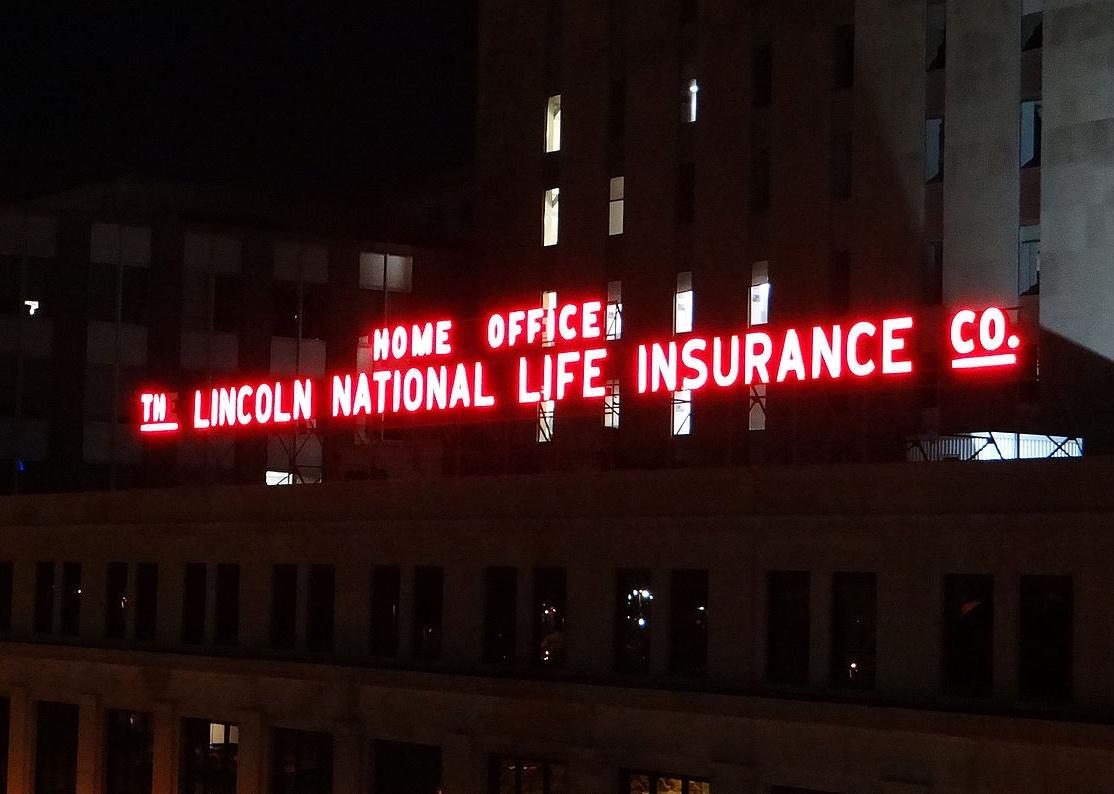 HOME OFFICE
THE LINCOLN NATIONAL LIFE INSURANCE CO.